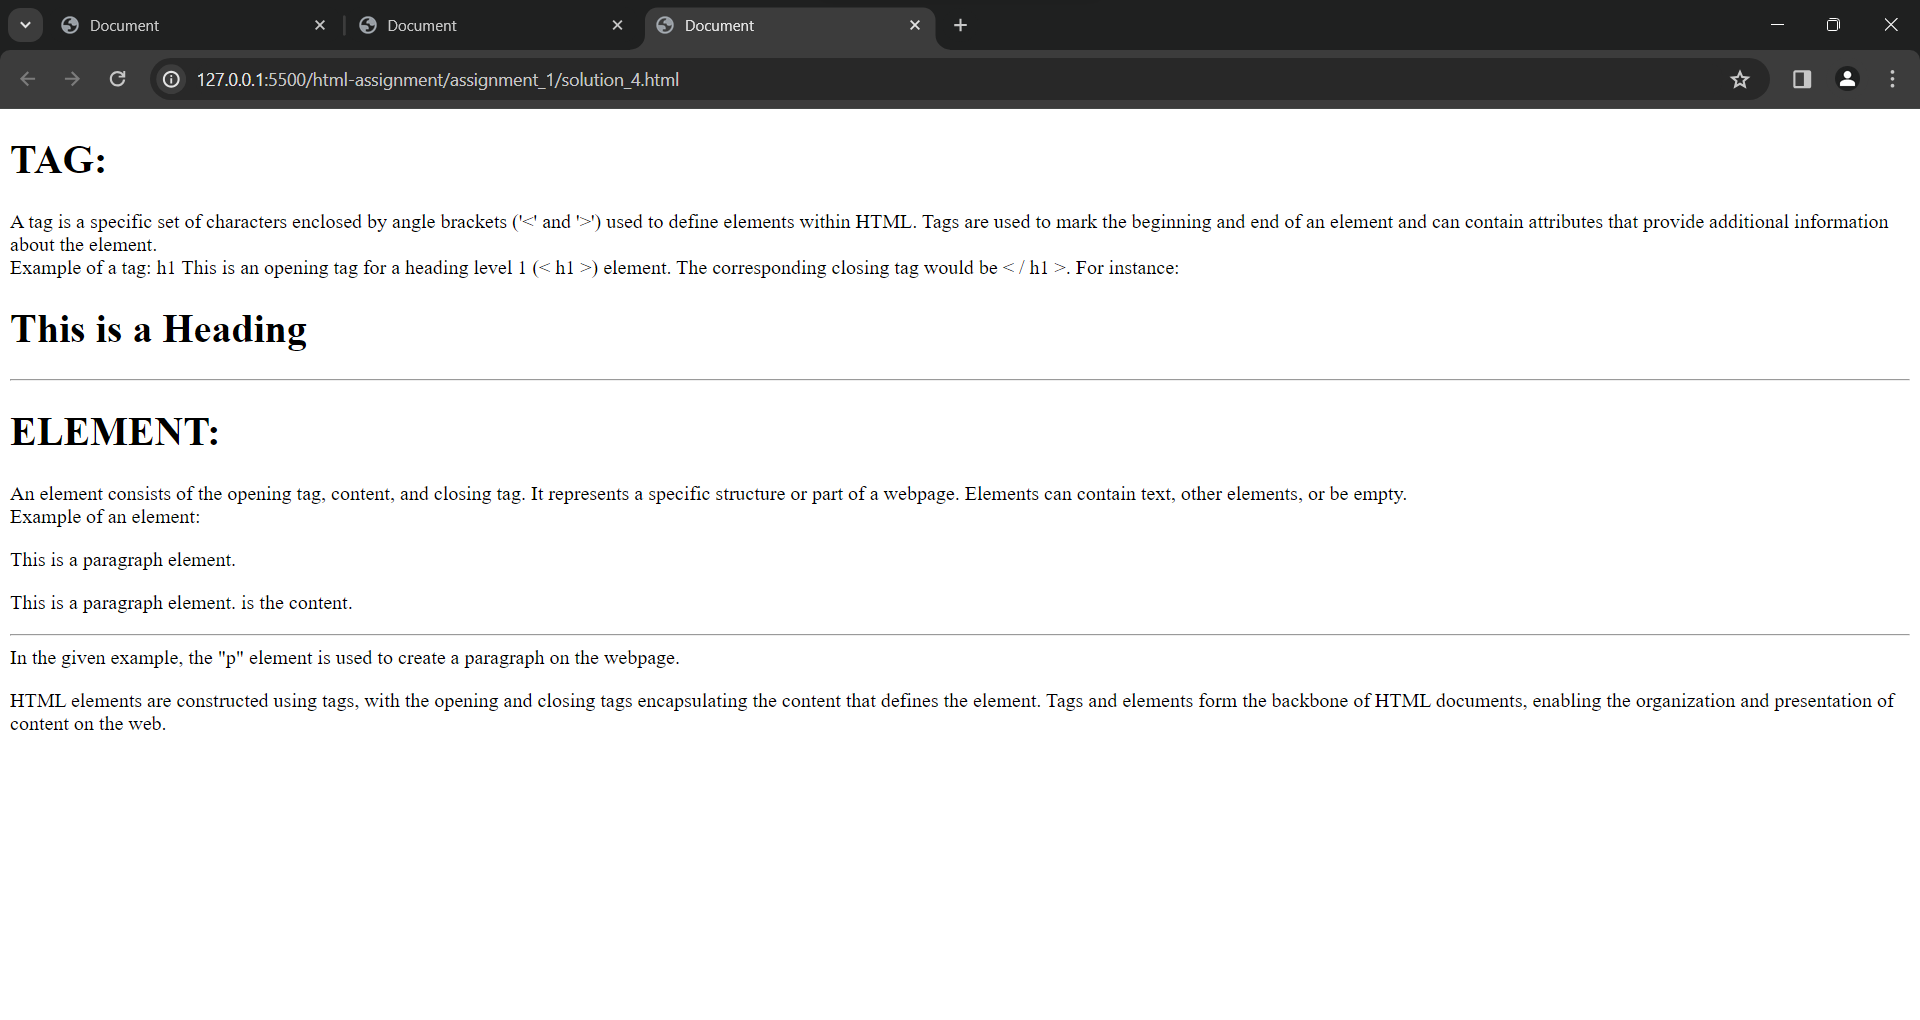 Document
Document
Document
127.0.0.1:5500/html-assignment/assignment_1/solution_4.html
TAG:
A tag is a specific set of characters enclosed by angle brackets ('<' and '>') used to define elements within HTML. Tags are used to mark the beginning and end of an element and can contain attributes that provide additional information
about the element.
Example of a tag: h1 This is an opening tag for a heading level 1 (< h1 >) element. The corresponding closing tag would be < / h1 >. For instance:
This is a Heading
ELEMENT:
An element consists of the opening tag, content, and closing tag. It represents a specific structure or part of a webpage. Elements can contain text, other elements, or be empty.
Example of an element:
This is a paragraph element.
This is a paragraph element. is the content.
In the given example, the "p" element is used to create a paragraph on the webpage.
HTML elements are constructed using tags, with the opening and closing tags encapsulating the content that defines the element. Tags and elements form the backbone of HTML documents, enabling the organization and presentation of
content on the web.